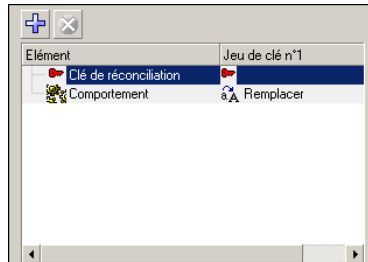 Elément Jeu de clé n°1
Clé de réconciliation
Comportement Remplacer